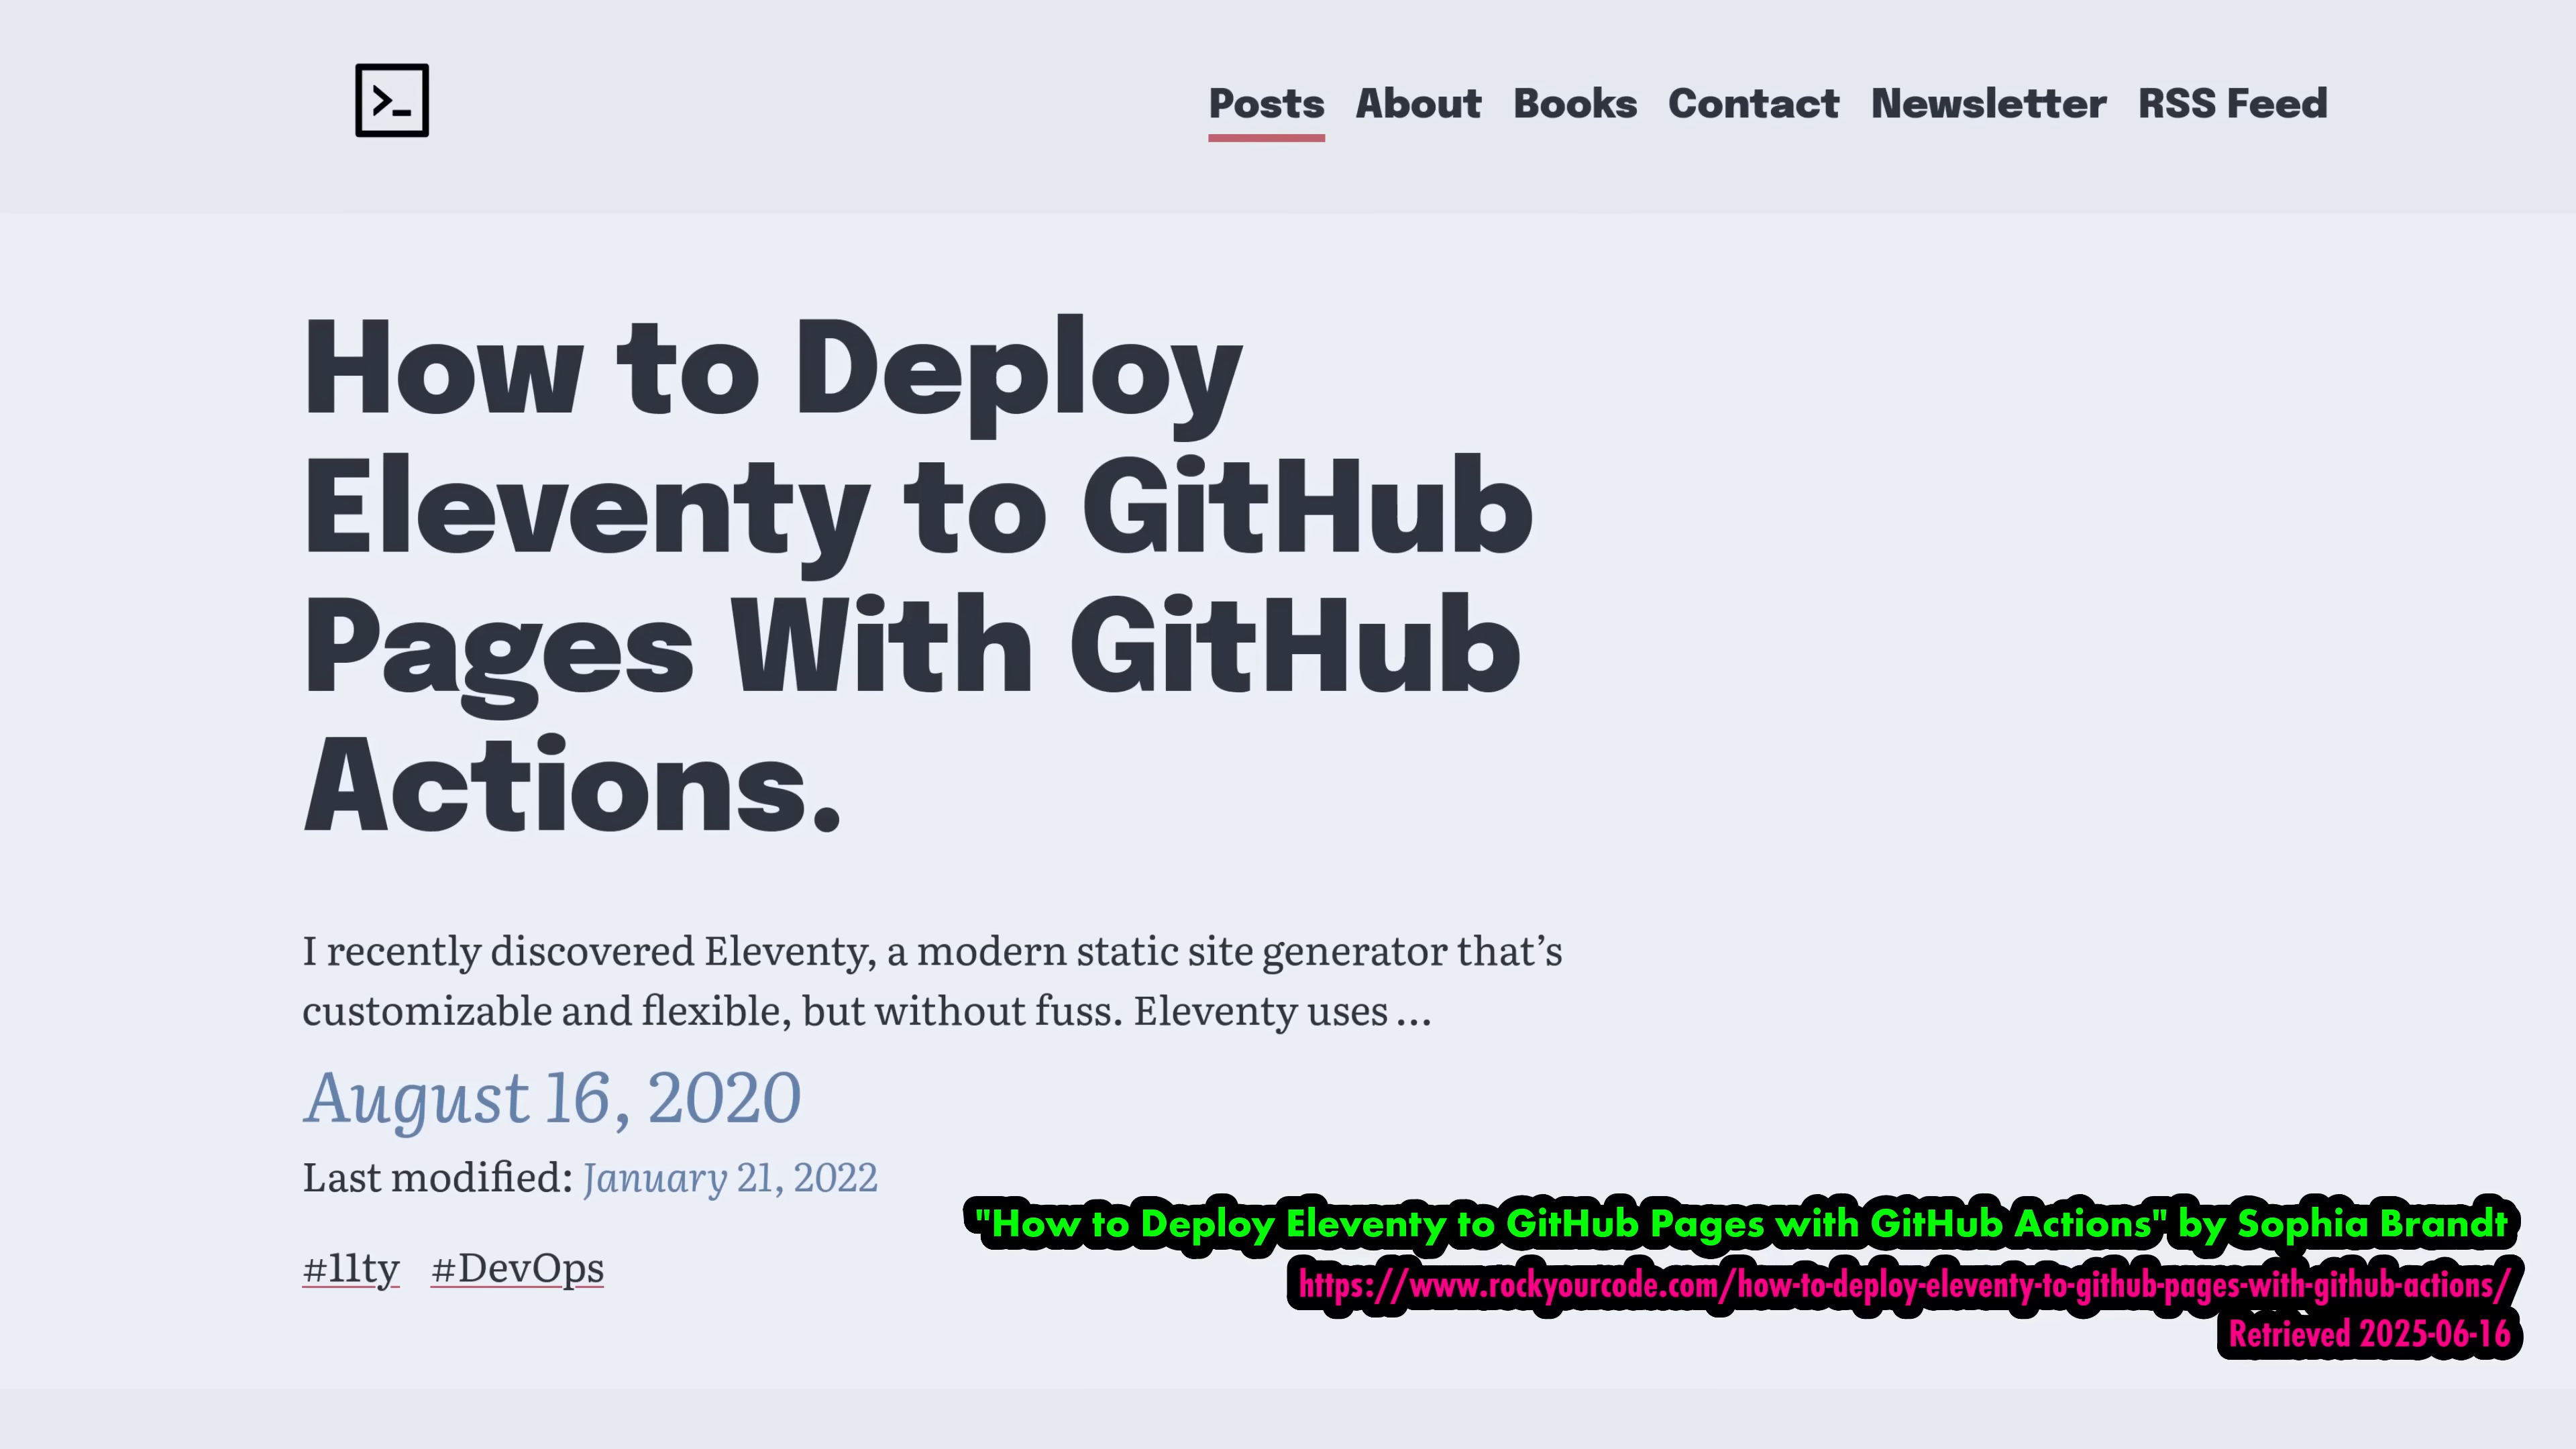 >_
Posts About Books Contact Newsletter RSS Feed
How to Deploy
Eleventy to GitHub
Pages With GitHub
Actions.
I recently discovered Eleventy, a modern static site generator that’s
customizable and flexible, but without fuss. Eleventy uses …
August 16, 2020
Last modified: January 21, 2022
#11ty #DevOps
"How to Deploy Eleventy to GitHub Pages with GitHub Actions" by Sophia Brandt
https://www.rockyourcode.com/how-to-deploy-eleventy-to-github-pages-with-github-actions/
Retrieved 2025-06-16